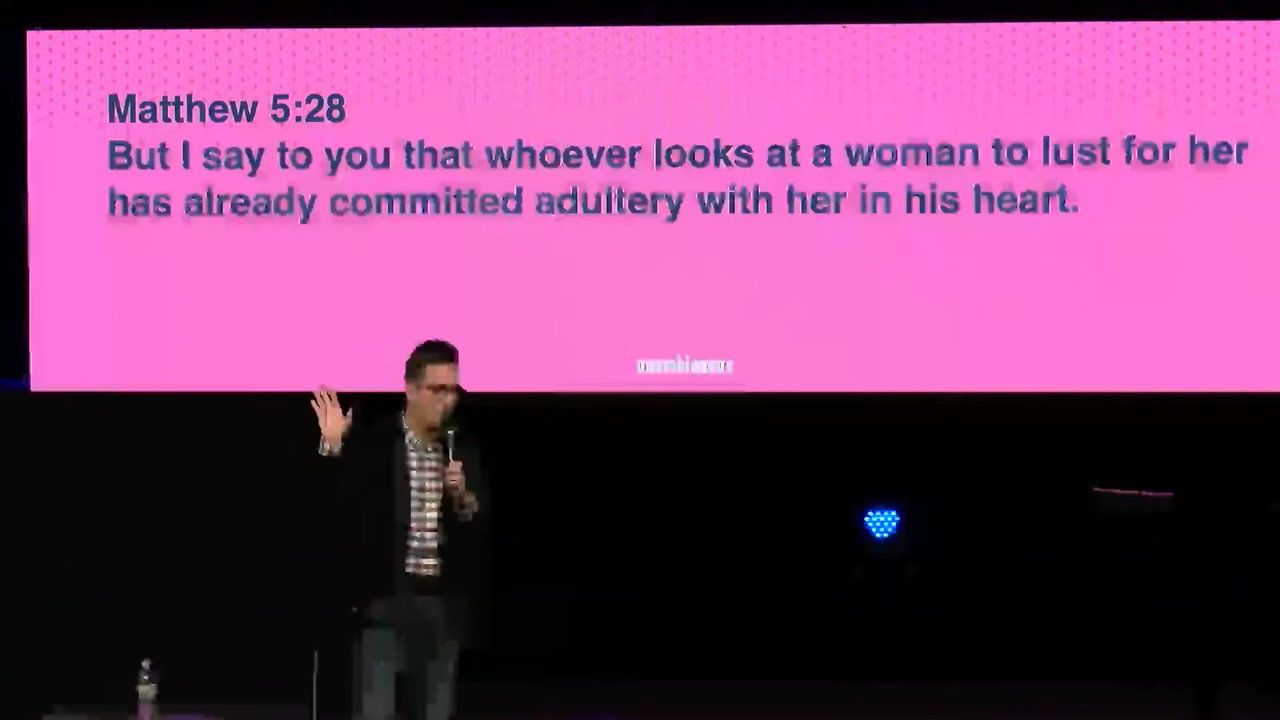 Matthew 5:28
But I say to you that whoever looks at a woman to lust for her
has already committed adultery with her in his heart.